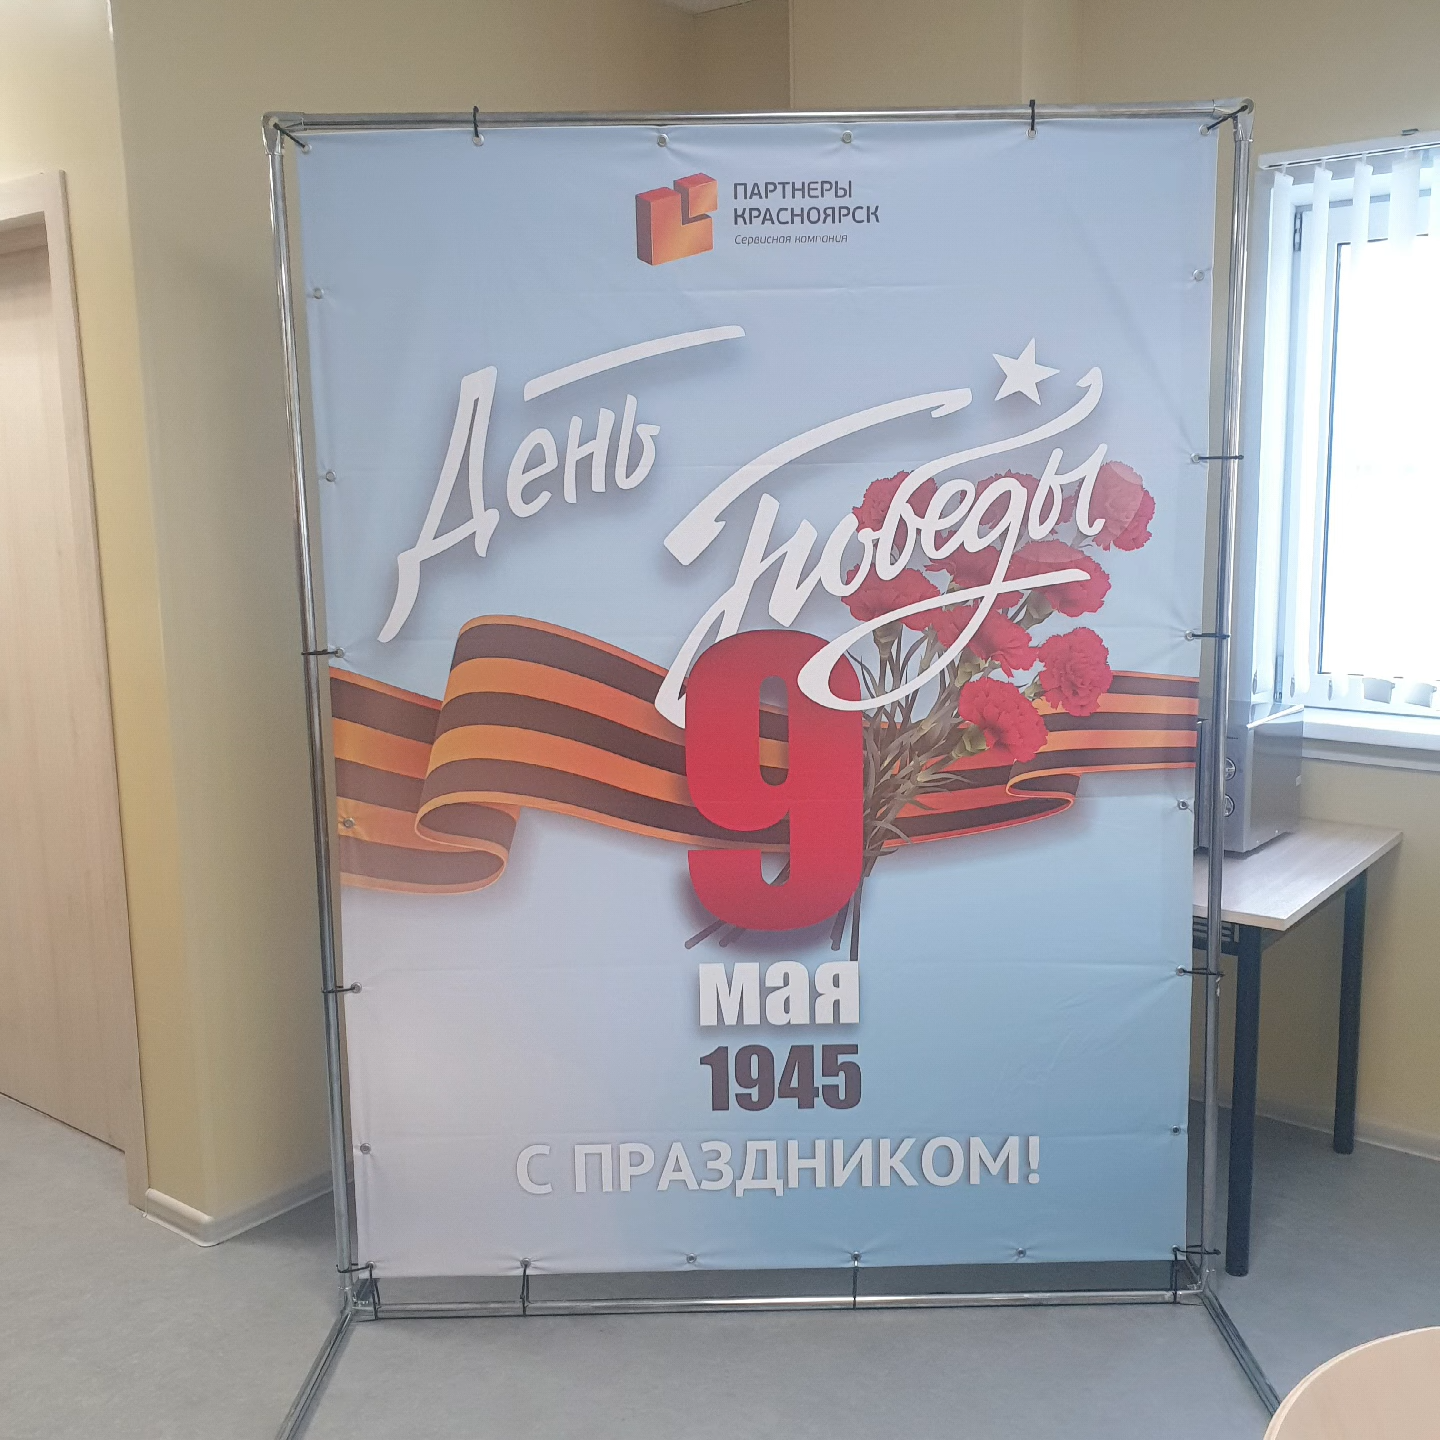 ПАРТНЕРЫ
КРАСНОЯРСК
Сервисная компания
День
Победы
9
мая
1945
С ПРАЗДНИКОМ!